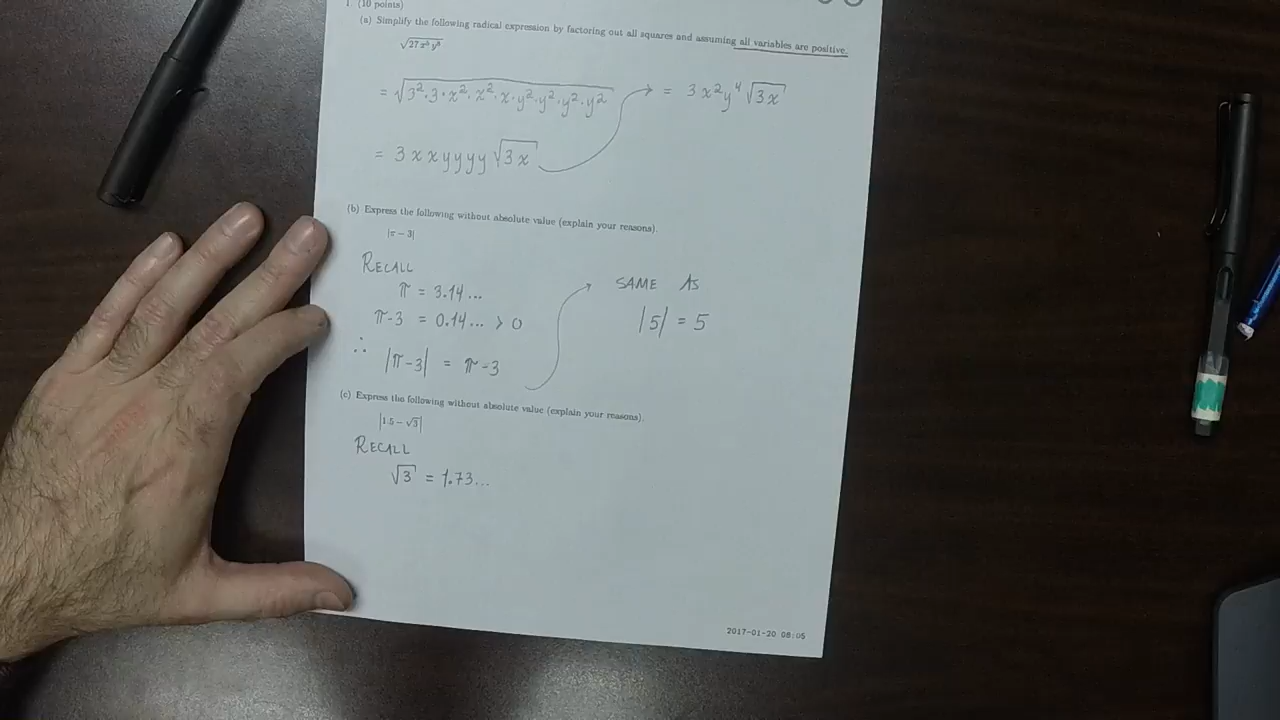 1. (10 points)
(a) Simplify the following radical expression by factoring out all squares and assuming all variables are positive.
√27x⁵y⁸
= √3²·3·x²·x²·x·y²·y²·y²·y²
= 3x²y⁴√3x
= 3xxyyyy√3x
(b) Express the following without absolute value (explain your reasons).
|π − 3|
RECALL
π = 3.14...
π-3 = 0.14... > 0
∴ |π-3| = π-3
SAME AS
|5| = 5
(c) Express the following without absolute value (explain your reasons).
|1.5 − √3|
RECALL
√3 = 1.73...
2017-01-20 08:05